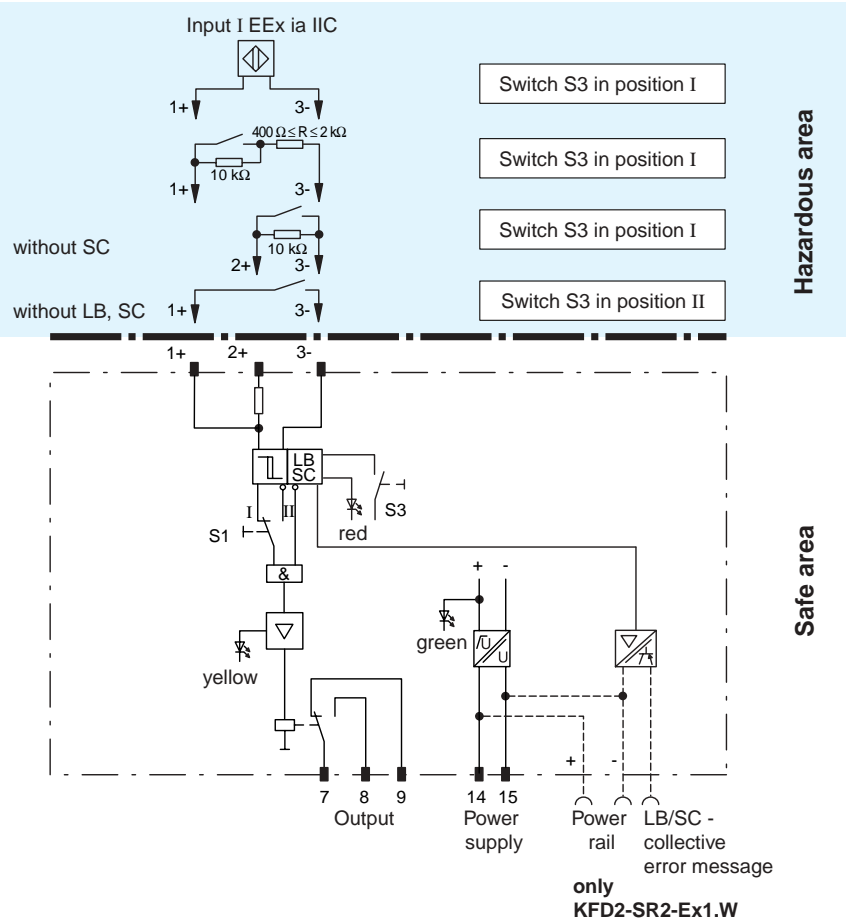 Input I EEx ia IIC
1+ 3-
Switch S3 in position I
400 Ω ≤ R ≤ 2 kΩ
10 kΩ
1+ 3-
Switch S3 in position I
without SC
10 kΩ
2+ 3-
Switch S3 in position I
without LB, SC
1+ 3-
Switch S3 in position II
Hazardous area
1+ 2+ 3-
LB
SC
I II
S1
red
S3
&
yellow
+ -
green
U
U
+ -
7 8 9
Output
14 15
Power
supply
Power
rail
LB/SC -
collective
error message
only
KFD2-SR2-Ex1.W
Safe area